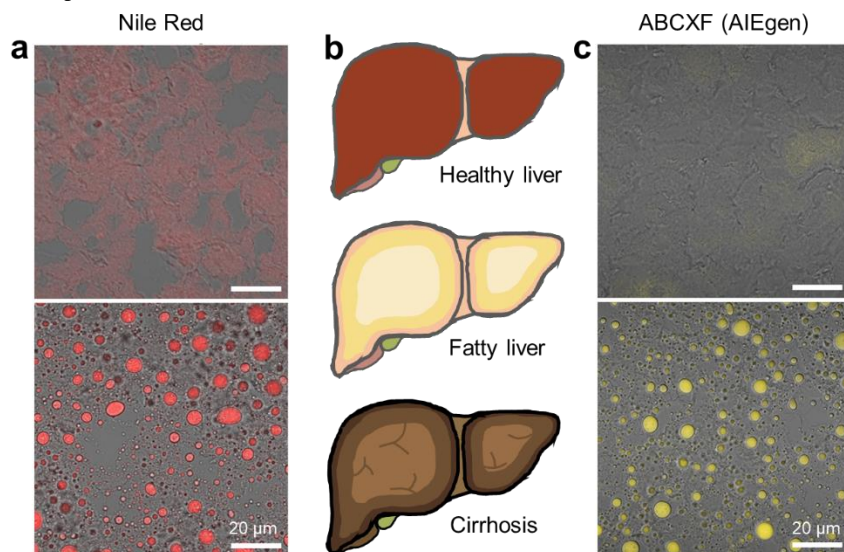 Nile Red
ABCXF (AIEgen)
a
b
c
Healthy liver
Fatty liver
Cirrhosis
20 µm
20 µm